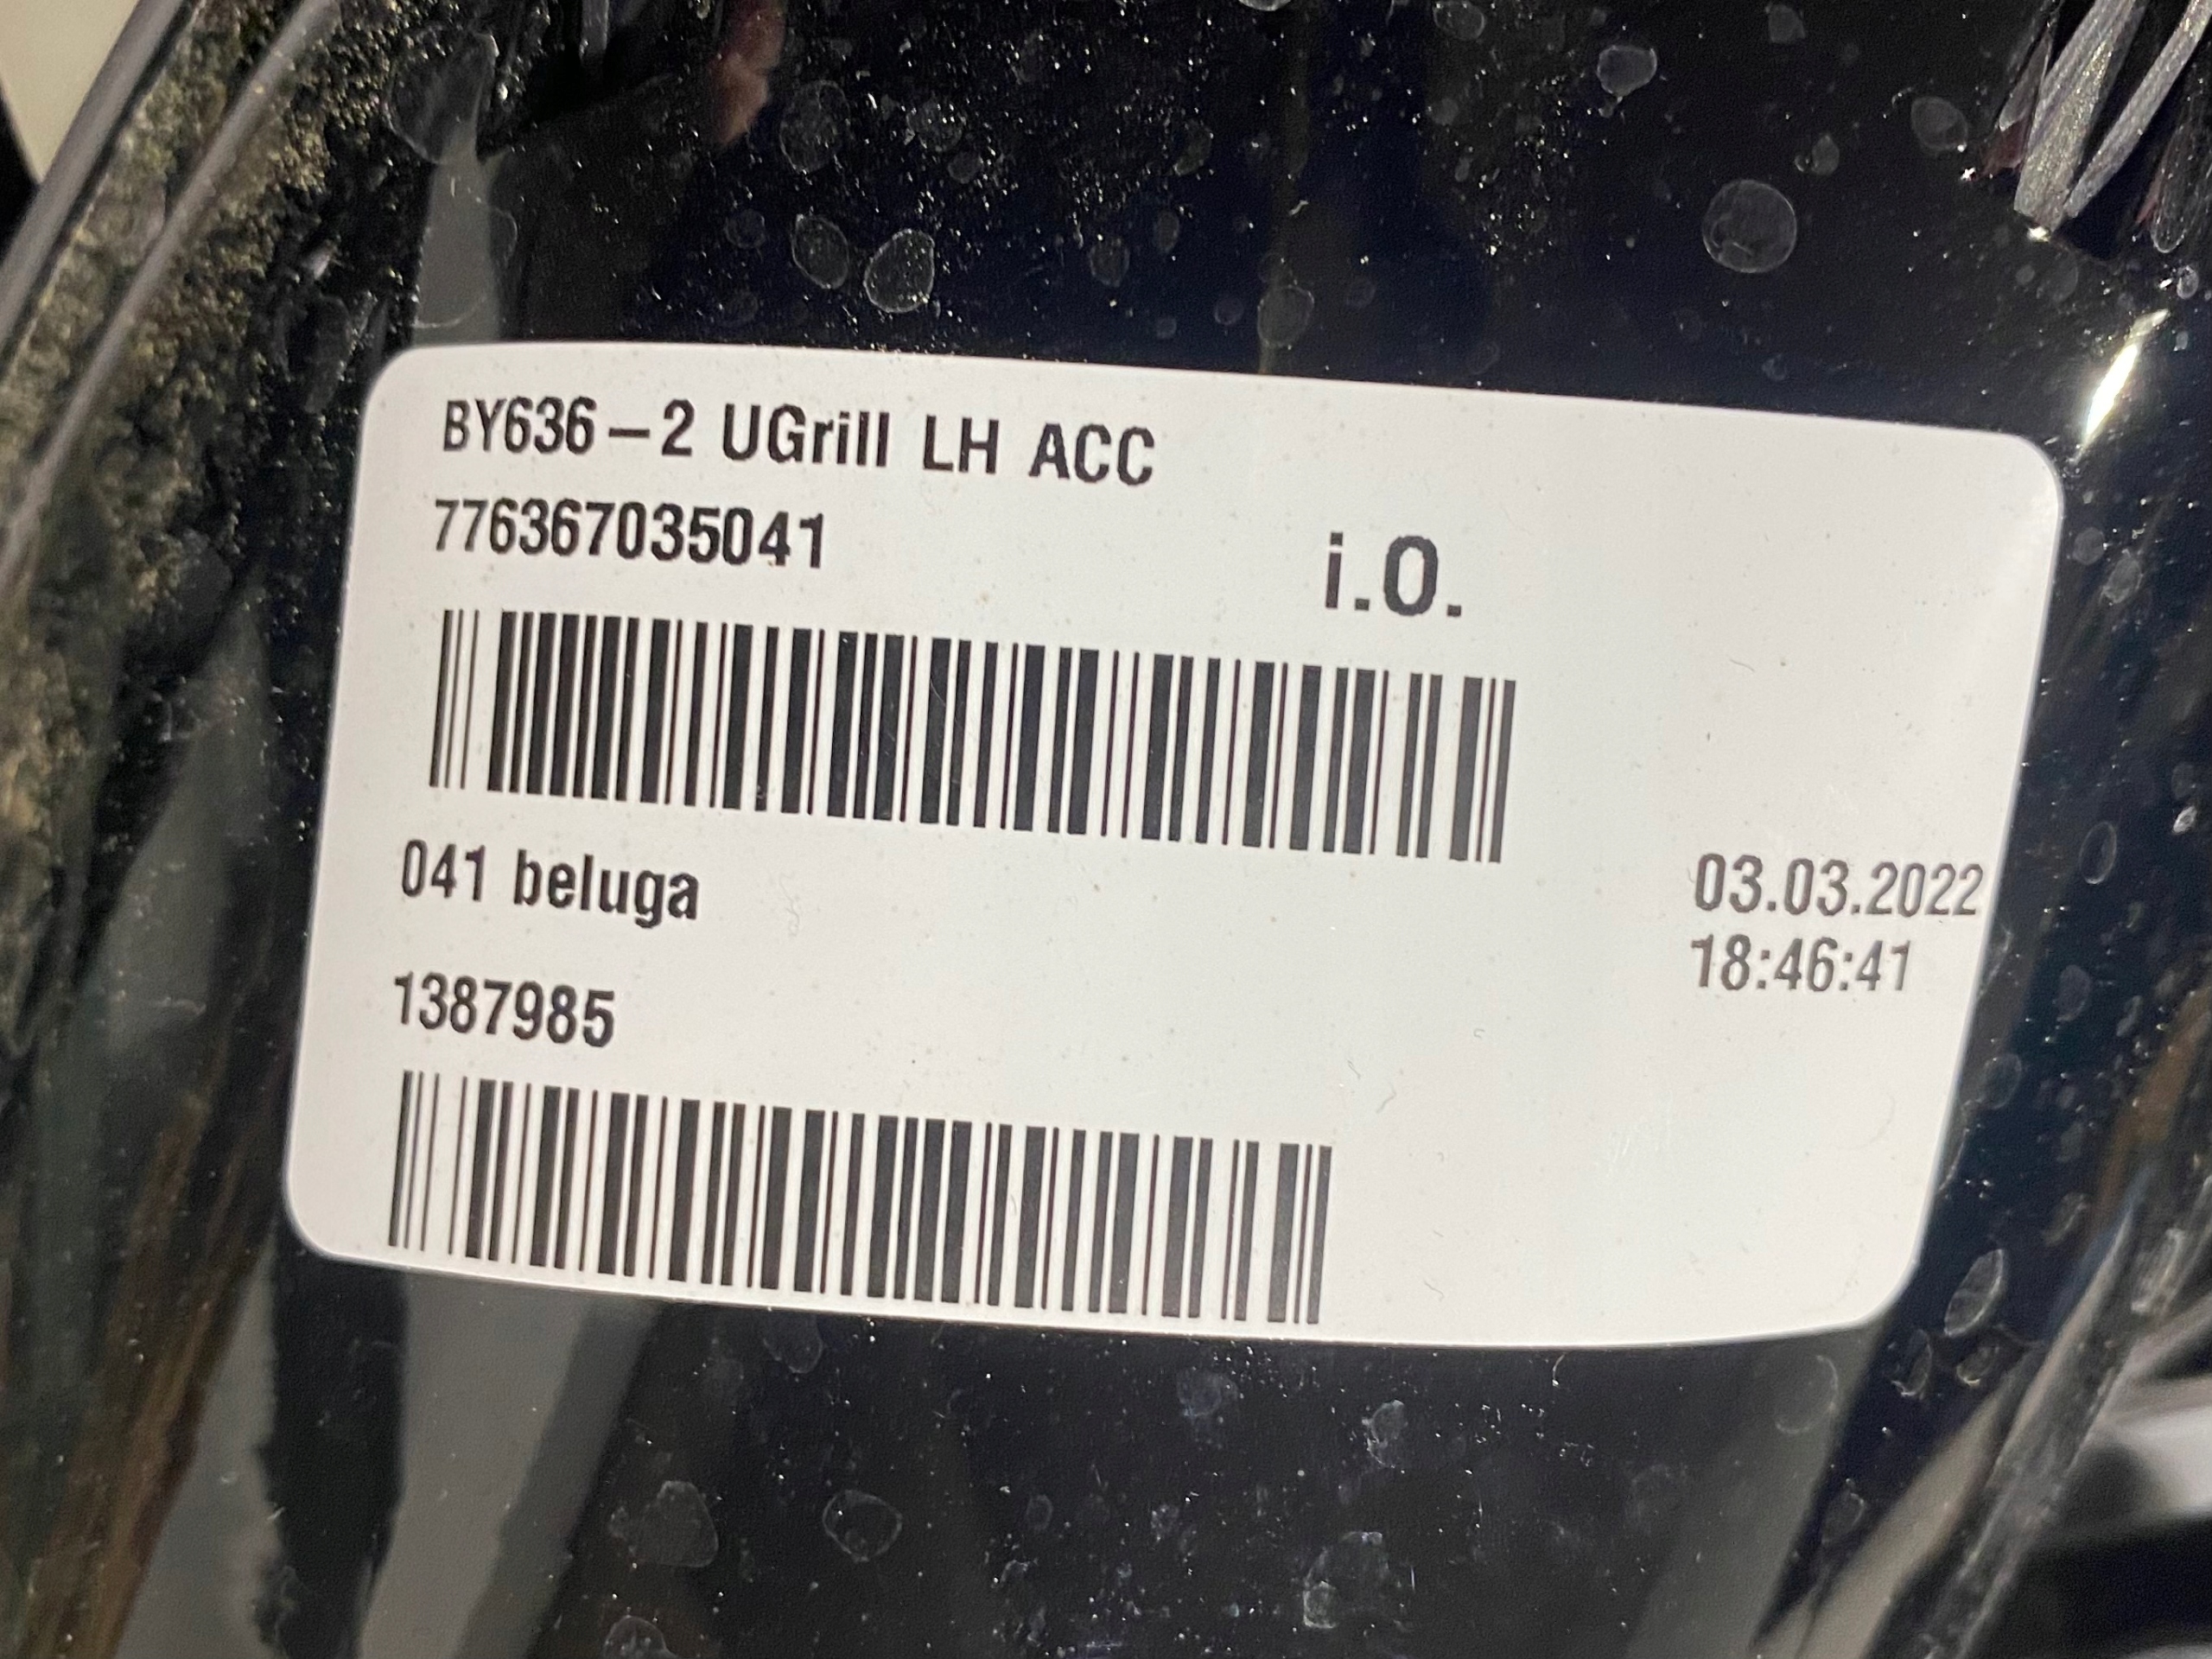 BY636-2 UGrill LH ACC
776367035041
i.O.
041 beluga
03.03.2022
18:46:41
1387985